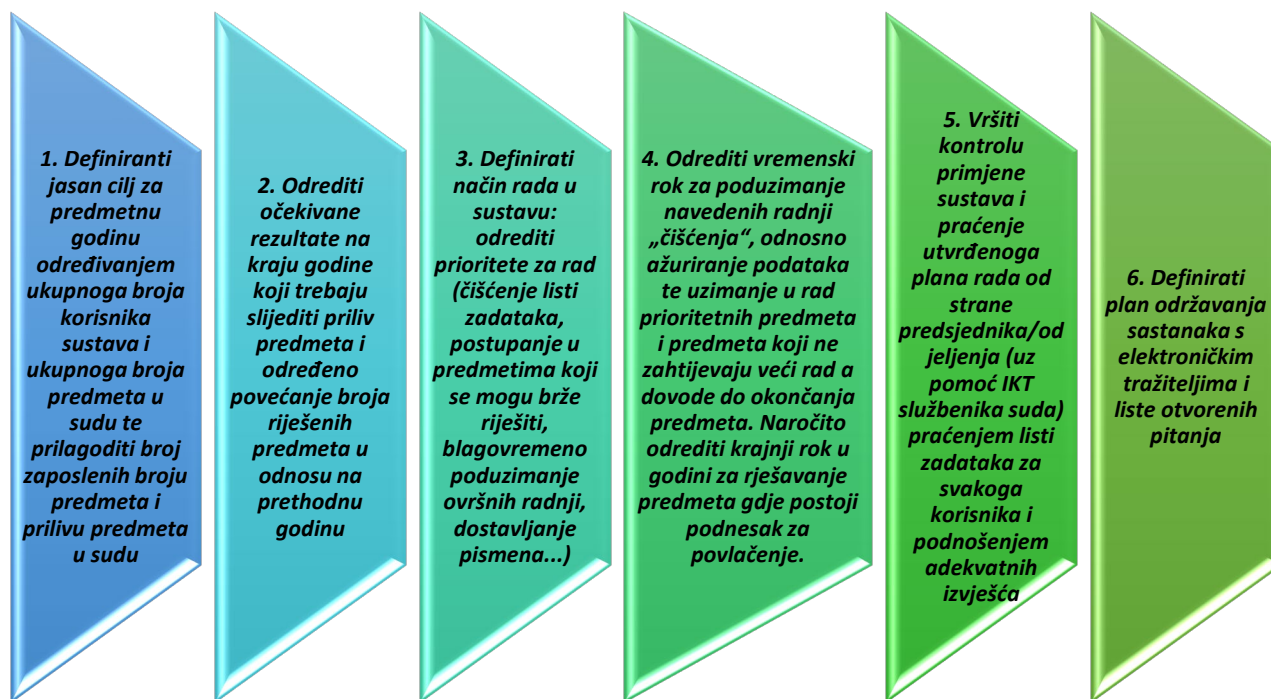 1. Definiranti
jasan cilj za
predmetnu
godinu
određivanjem
ukupnoga broja
korisnika
sustava i
ukupnoga broja
predmeta u
sudu te
prilagoditi broj
zaposlenih broju
predmeta i
prilivu predmeta
u sudu
2. Odrediti
očekivane
rezultate na
kraju godine
koji trebaju
slijediti priliv
predmeta i
određeno
povećanje broja
riješenih
predmeta u
odnosu na
prethodnu
godinu
3. Definirati
način rada u
sustavu:
odrediti
prioritete za rad
(čišćenje listi
zadataka,
postupanje u
predmetima koji
se mogu brže
riješiti,
blagovremeno
poduzimanje
ovršnih radnji,
dostavljanje
pismena...)
4. Odrediti vremenski
rok za poduzimanje
navedenih radnji
„čišćenja“, odnosno
ažuriranje podataka
te uzimanje u rad
prioritetnih predmeta
i predmeta koji ne
zahtijevaju veći rad a
dovode do okončanja
predmeta. Naročito
odrediti krajnji rok u
godini za rješavanje
predmeta gdje postoji
podnesak za
povlačenje.
5. Vršiti
kontrolu
primjene
sustava i
praćenje
utvrđenoga
plana rada od
strane
predsjednika/od
jeljenja (uz
pomoć IKT
službenika suda)
praćenjem listi
zadataka za
svakoga
korisnika i
podnošenjem
adekvatnih
izvješća
6. Definirati
plan održavanja
sastanaka s
elektroničkim
tražiteljima i
liste otvorenih
pitanja